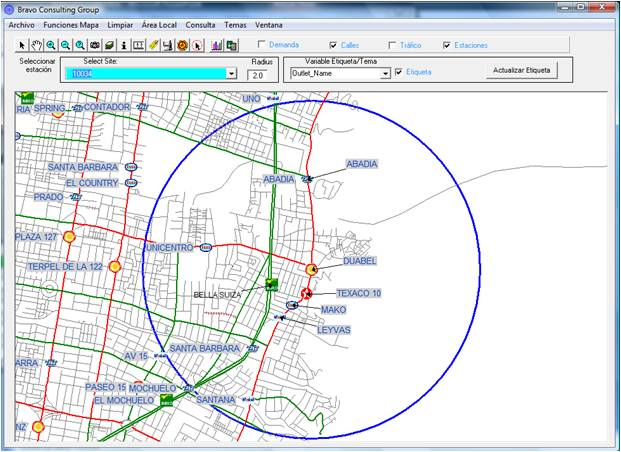 Bravo Consulting Group
Archivo Funciones Mapa Limpiar Área Local Consulta Temas Ventana
Demanda Calles Tráfico Estaciones
Seleccionar estación
Select Site:
10034
Radius
2.0
Variable Etiqueta/Tema
Outlet_Name
Etiqueta
Actualizar Etiqueta
UNO
RIA SPRING CONTADOR
ABADIA
SANTA BARBARA
ABADIA
EL COUNTRY
PRADO
PLAZA 127
UNICENTRO
DUABEL
TERPEL DE LA 122
BELLA SUIZA
TEXACO 10
MAKO
LEYVAS
SANTA BARBARA
AV 15
ARRA
PASEO 15 MOCHUELO
EL MOCHUELO
SANTANA
NZ